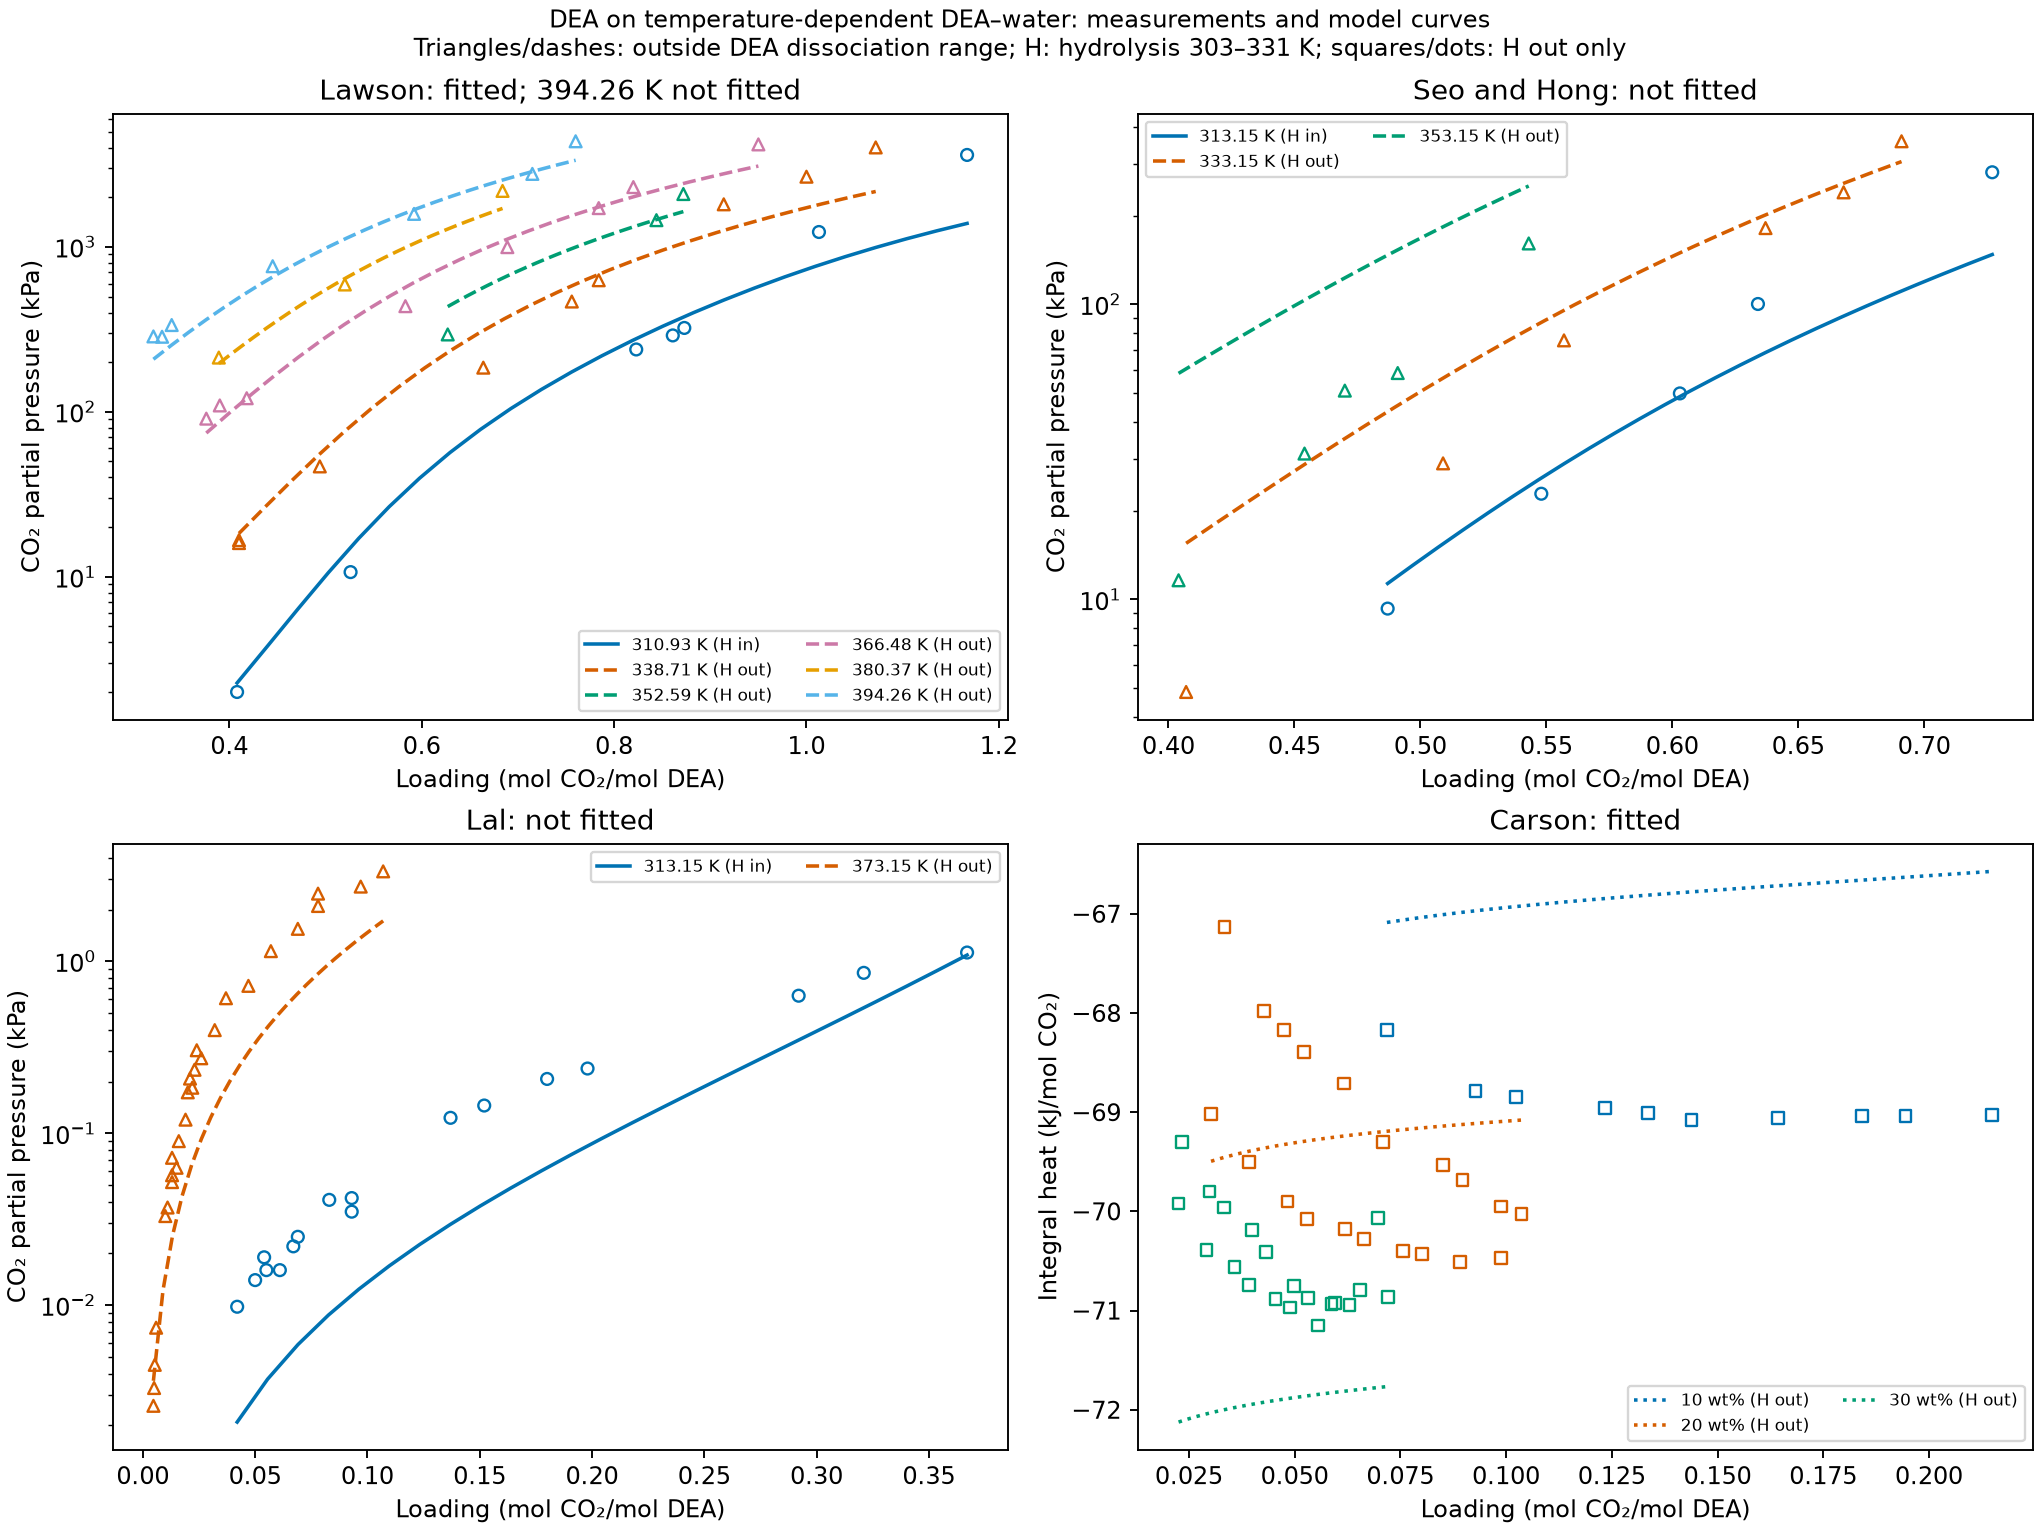 DEA on temperature-dependent DEA–water: measurements and model curves
Triangles/dashes: outside DEA dissociation range; H: hydrolysis 303–331 K; squares/dots: H out only
Lawson: fitted; 394.26 K not fitted
CO₂ partial pressure (kPa)
10³
10²
10¹
310.93 K (H in)
338.71 K (H out)
352.59 K (H out)
366.48 K (H out)
380.37 K (H out)
394.26 K (H out)
0.4 0.6 0.8 1.0 1.2
Loading (mol CO₂/mol DEA)
Seo and Hong: not fitted
CO₂ partial pressure (kPa)
10²
10¹
313.15 K (H in)
333.15 K (H out)
353.15 K (H out)
0.40 0.45 0.50 0.55 0.60 0.65 0.70
Loading (mol CO₂/mol DEA)
Lal: not fitted
CO₂ partial pressure (kPa)
10⁰
10⁻¹
10⁻²
313.15 K (H in)
373.15 K (H out)
0.00 0.05 0.10 0.15 0.20 0.25 0.30 0.35
Loading (mol CO₂/mol DEA)
Carson: fitted
Integral heat (kJ/mol CO₂)
−67
−68
−69
−70
−71
−72
10 wt% (H out)
20 wt% (H out)
30 wt% (H out)
0.025 0.050 0.075 0.100 0.125 0.150 0.175 0.200
Loading (mol CO₂/mol DEA)